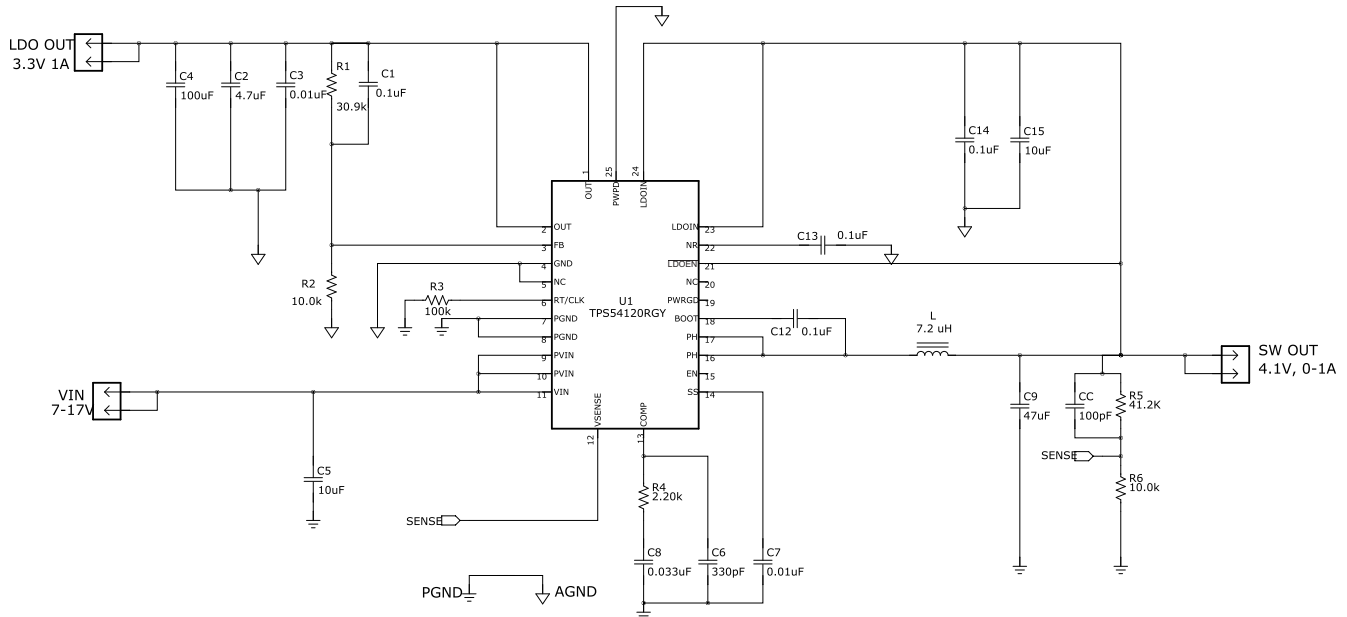 LDO OUT
3.3V 1A
C4
100uF
C2
4.7uF
C3
0.01uF
R1
30.9k
C1
0.1uF
R2
10.0k
R3
100k
VIN
7-17V
C5
10uF
SENSE
PGND
AGND
1
OUT
25
PWPD
24
LDOIN
2
OUT
3
FB
4
GND
5
NC
6
RT/CLK
7
PGND
8
PGND
9
PVIN
10
PVIN
11
VIN
U1
TPS54120RGY
LDOIN
23
NR
22
LDOEN
21
NC
20
PWRGD
19
BOOT
18
PH
17
PH
16
EN
15
SS
14
VSENSE
12
COMP
13
C13
0.1uF
C12
0.1uF
C14
0.1uF
C15
10uF
L
7.2 uH
SW OUT
4.1V, 0-1A
C9
47uF
CC
100pF
R5
41.2K
SENSE
R6
10.0k
R4
2.20k
C8
0.033uF
C6
330pF
C7
0.01uF